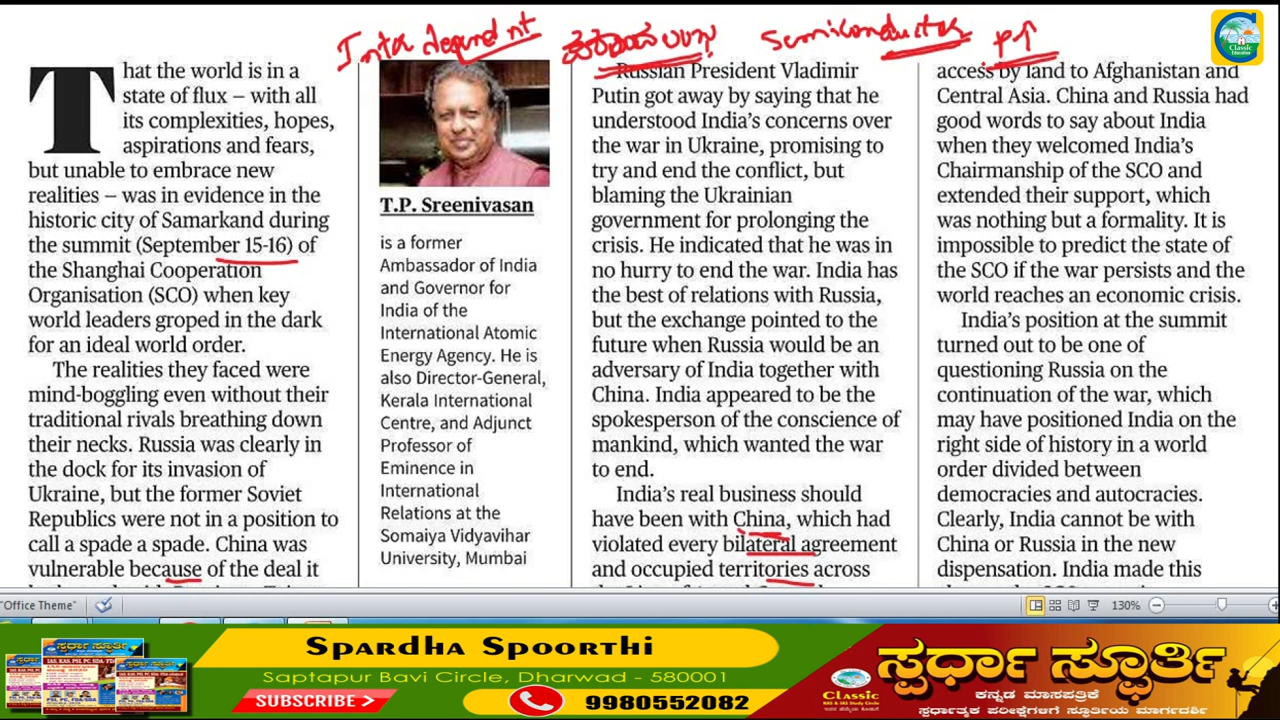 Inter dependent
Semiconductor
P↑
That the world is in a
state of flux – with all
its complexities, hopes,
aspirations and fears,
but unable to embrace new
realities – was in evidence in the
historic city of Samarkand during
the summit (September 15-16) of
the Shanghai Cooperation
Organisation (SCO) when key
world leaders groped in the dark
for an ideal world order.
The realities they faced were
mind-boggling even without their
traditional rivals breathing down
their necks. Russia was clearly in
the dock for its invasion of
Ukraine, but the former Soviet
Republics were not in a position to
call a spade a spade. China was
vulnerable because of the deal it
T.P. Sreenivasan
is a former
Ambassador of India
and Governor for
India of the
International Atomic
Energy Agency. He is
also Director-General,
Kerala International
Centre, and Adjunct
Professor of
Eminence in
International
Relations at the
Somaiya Vidyavihar
University, Mumbai
Russian President Vladimir
Putin got away by saying that he
understood India's concerns over
the war in Ukraine, promising to
try and end the conflict, but
blaming the Ukrainian
government for prolonging the
crisis. He indicated that he was in
no hurry to end the war. India has
the best of relations with Russia,
but the exchange pointed to the
future when Russia would be an
adversary of India together with
China. India appeared to be the
spokesperson of the conscience of
mankind, which wanted the war
to end.
India's real business should
have been with China, which had
violated every bilateral agreement
and occupied territories across
access by land to Afghanistan and
Central Asia. China and Russia had
good words to say about India
when they welcomed India's
Chairmanship of the SCO and
extended their support, which
was nothing but a formality. It is
impossible to predict the state of
the SCO if the war persists and the
world reaches an economic crisis.
India's position at the summit
turned out to be one of
questioning Russia on the
continuation of the war, which
may have positioned India on the
right side of history in a world
order divided between
democracies and autocracies.
Clearly, India cannot be with
China or Russia in the new
dispensation. India made this
Classic
Education
"Office Theme"
130%
Spardha Spoorthi
Saptapur Bavi Circle, Dharwad - 580001
SUBSCRIBE
9980552082
Classic
IAS & KAS Study Circle
ಸ್ಪರ್ಧಾ ಸ್ಫೂರ್ತಿ
ಕನ್ನಡ ಮಾಸಪತ್ರಿಕೆ
ಸ್ಪರ್ಧಾತ್ಮಕ ಪರೀಕ್ಷೆಗಳಿಗೆ ಸ್ಫೂರ್ತಿಯ ಮಾರ್ಗದರ್ಶಿ